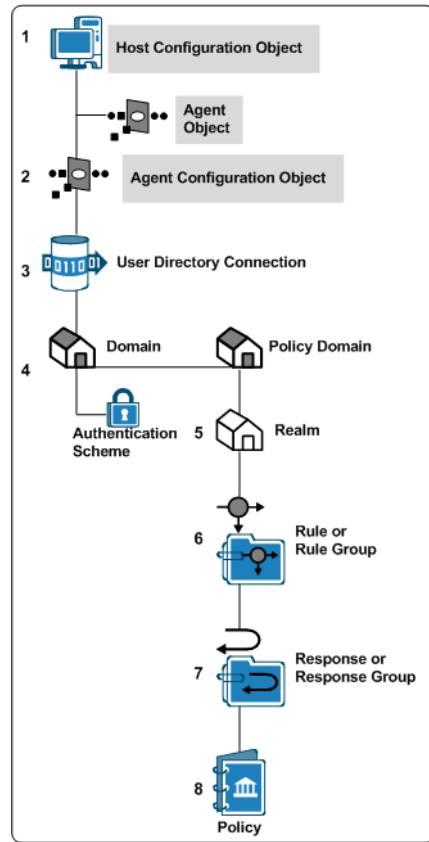 1
Host Configuration Object
Agent
Object
2
Agent Configuration Object
3
User Directory Connection
0110
4
Domain
Policy Domain
Authentication
Scheme
5
Realm
6
Rule or
Rule Group
7
Response or
Response Group
8
Policy